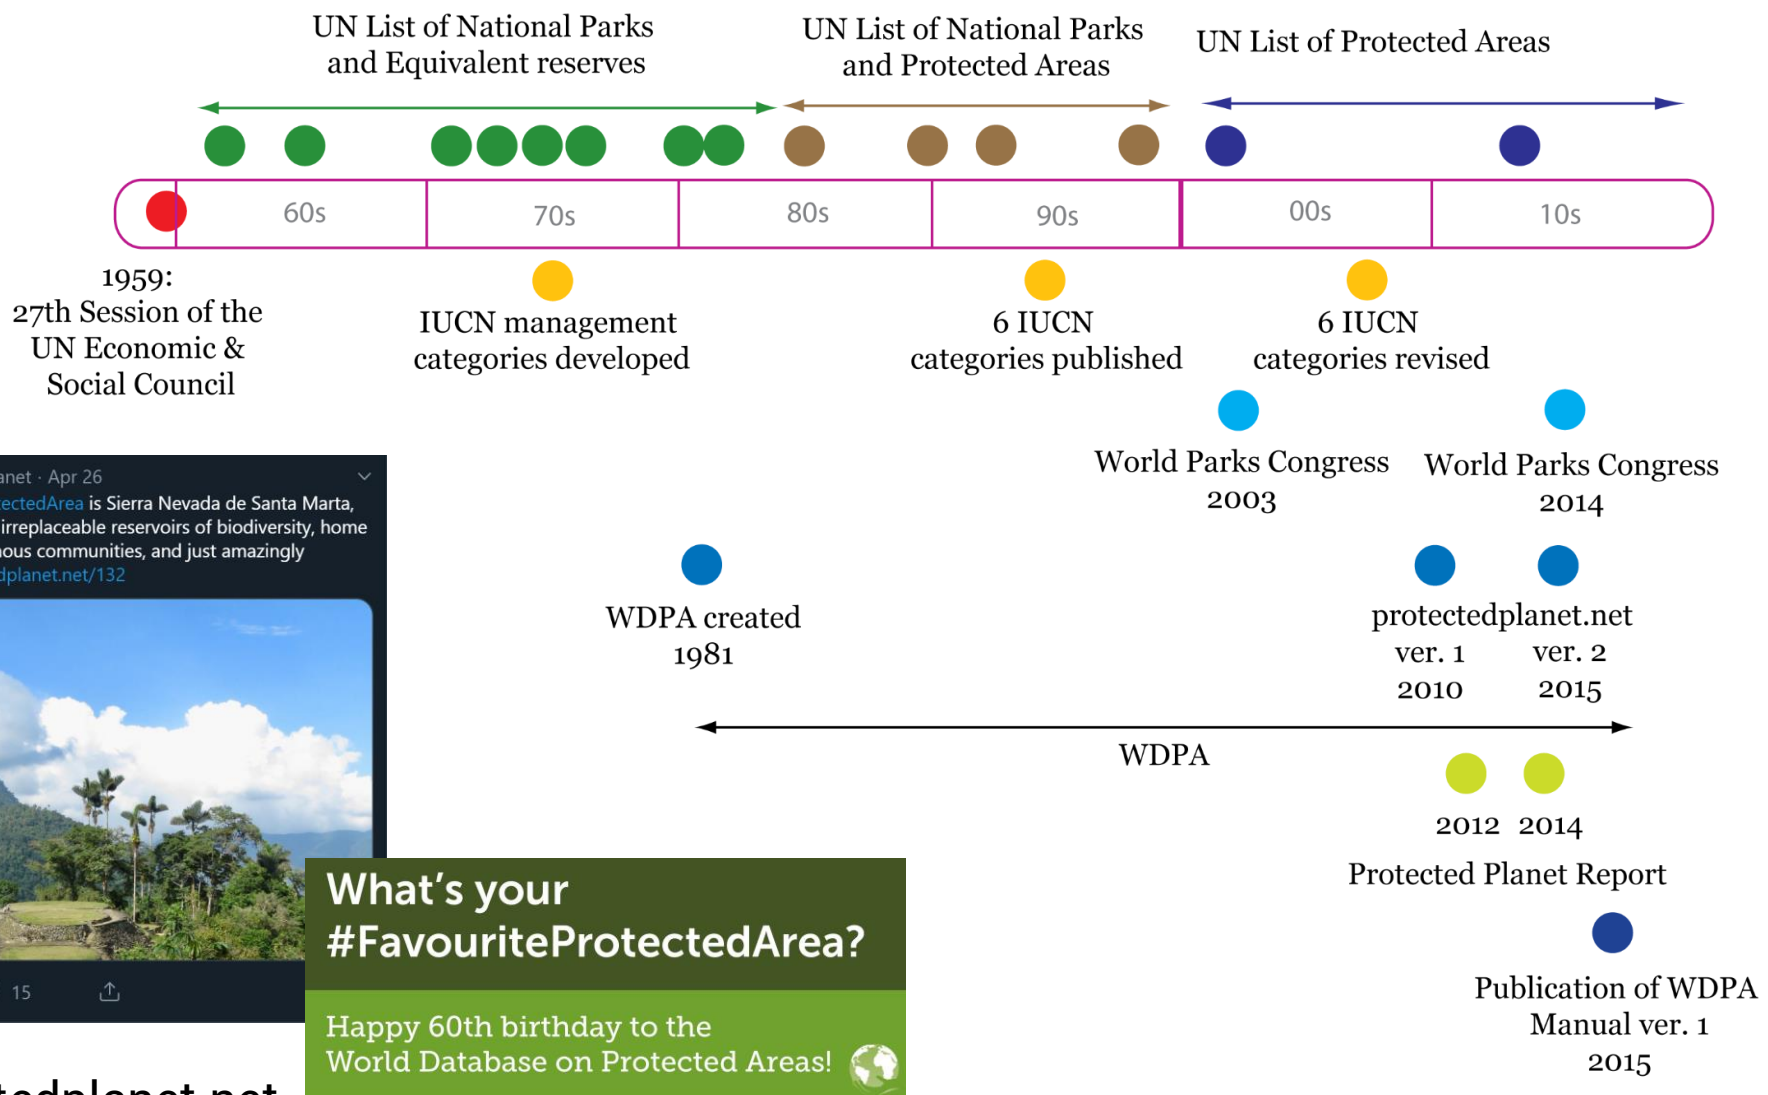 UN List of National Parks
and Equivalent reserves
UN List of National Parks
and Protected Areas
UN List of Protected Areas
60s
70s
80s
90s
00s
10s
1959:
27th Session of the
UN Economic &
Social Council
IUCN management
categories developed
6 IUCN
categories published
6 IUCN
categories revised
World Parks Congress
2003
World Parks Congress
2014
WDPA created
1981
protectedplanet.net
ver. 1
2010
ver. 2
2015
WDPA
2012 2014
Protected Planet Report
Publication of WDPA
Manual ver. 1
2015
anet · Apr 26
tectedArea is Sierra Nevada de Santa Marta,
irreplaceable reservoirs of biodiversity, home
nous communities, and just amazingly
dplanet.net/132
15
What's your
#FavouriteProtectedArea?
Happy 60th birthday to the
World Database on Protected Areas!
tedplanet.net